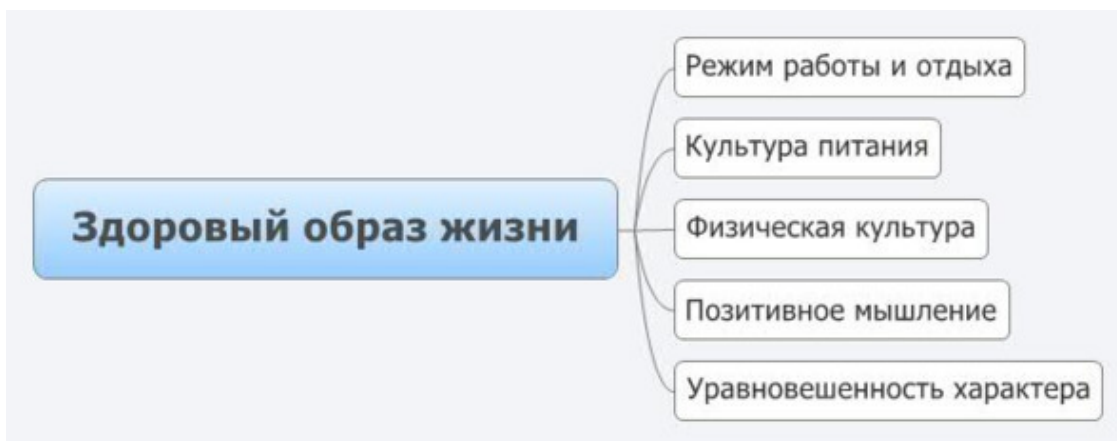 Здоровый образ жизни
Режим работы и отдыха
Культура питания
Физическая культура
Позитивное мышление
Уравновешенность характера